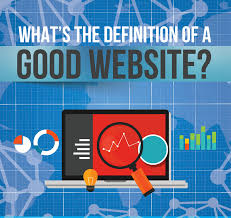 WHAT'S THE DEFINITION OF A
GOOD WEBSITE?